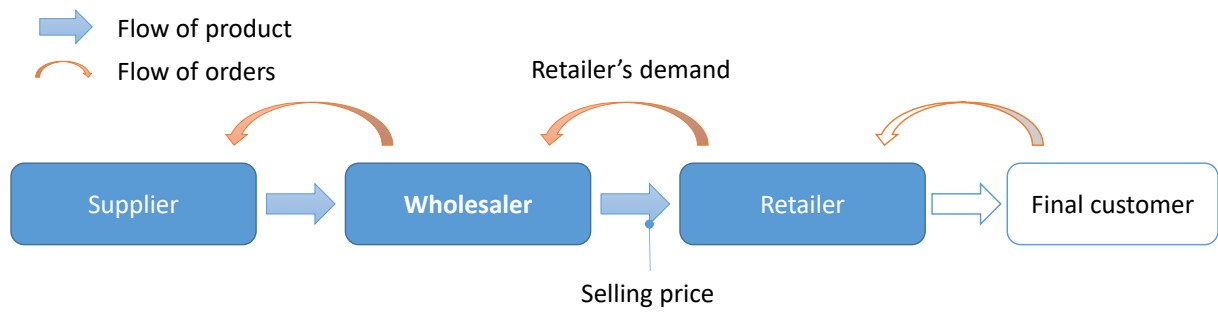 Flow of product
Flow of orders
Retailer’s demand
Supplier
Wholesaler
Retailer
Final customer
Selling price